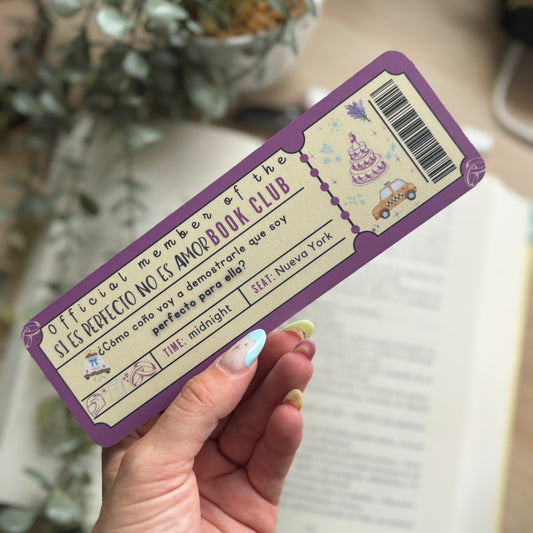 Official member of the
SI ES PERFECTO NO ES AMOR BOOK CLUB
¿Cómo coño voy a demostrarle que soy
perfecto para ella?
TIME: midnight
SEAT: Nueva York